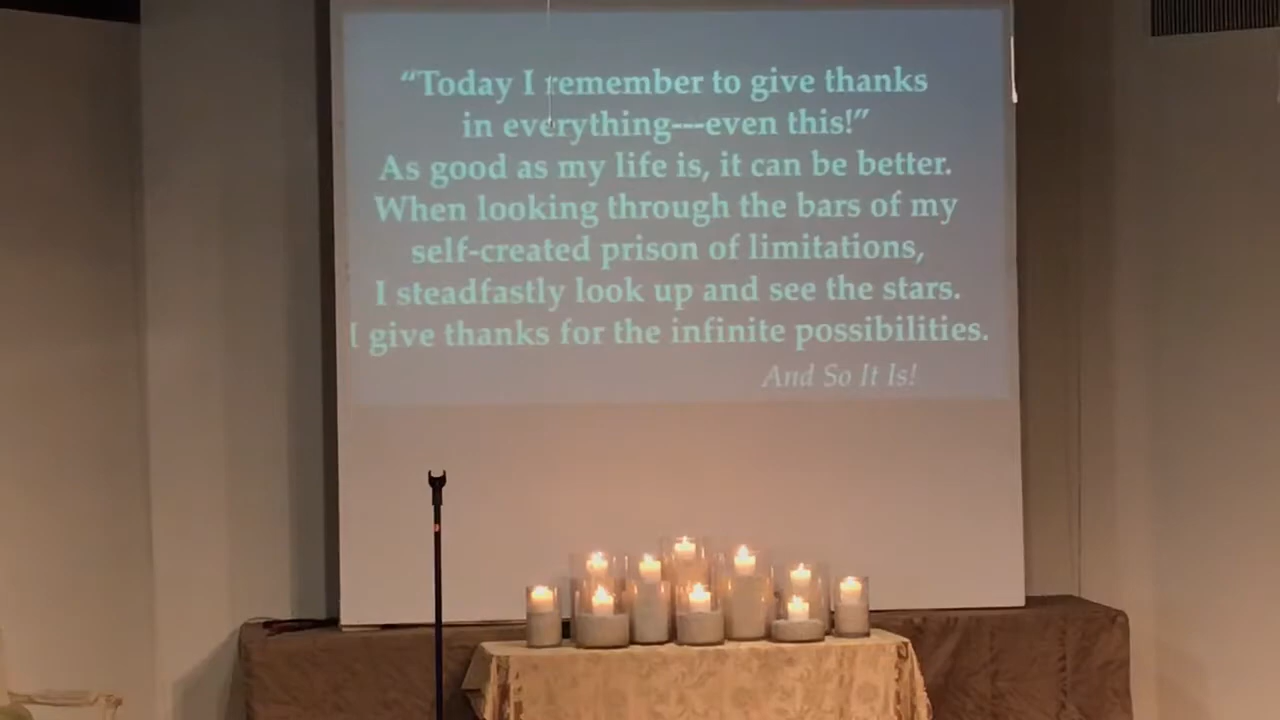 “Today I remember to give thanks
in everything---even this!”
As good as my life is, it can be better.
When looking through the bars of my
self-created prison of limitations,
I steadfastly look up and see the stars.
I give thanks for the infinite possibilities.
And So It Is!